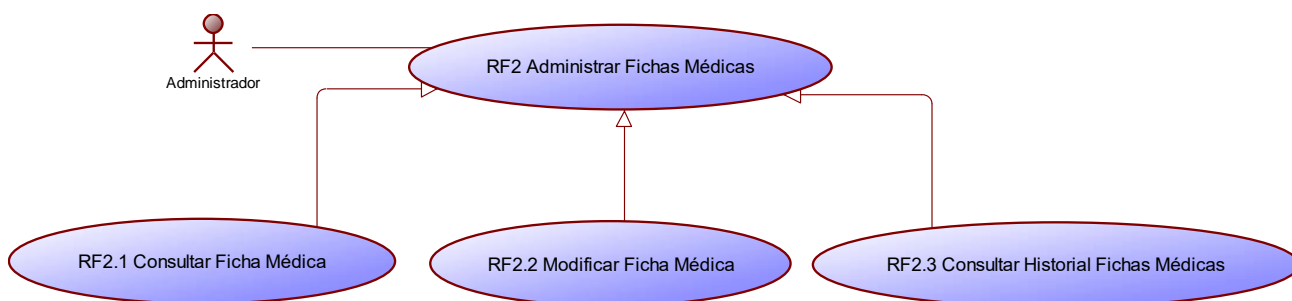 RF2 Administrar Fichas Médicas
Administrador
RF2.1 Consultar Ficha Médica
RF2.2 Modificar Ficha Médica
RF2.3 Consultar Historial Fichas Médicas